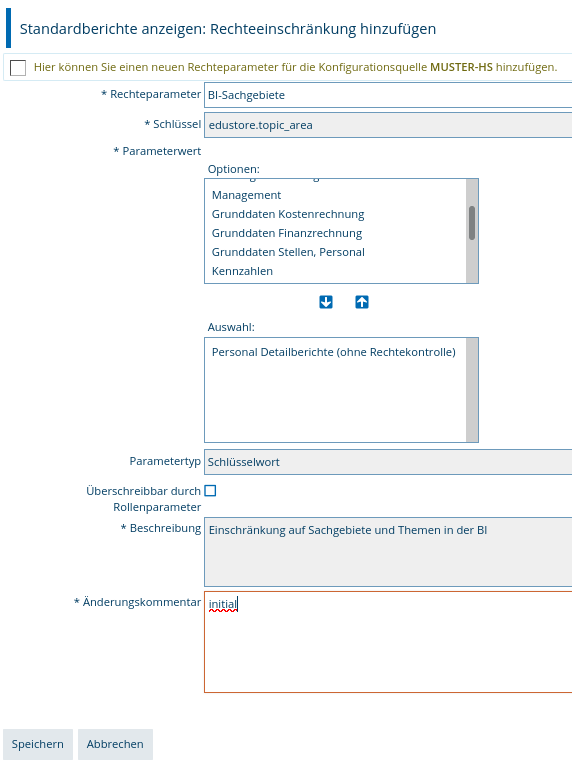 Standardberichte anzeigen: Rechteeinschränkung hinzufügen
Hier können Sie einen neuen Rechteparameter für die Konfigurationsquelle MUSTER-HS hinzufügen.
* Rechteparameter BI-Sachgebiete
* Schlüssel edustore.topic_area
* Parameterwert
Optionen:
Management
Grunddaten Kostenrechnung
Grunddaten Finanzrechnung
Grunddaten Stellen, Personal
Kennzahlen
Auswahl:
Personal Detailberichte (ohne Rechtekontrolle)
Parametertyp Schlüsselwort
Überschreibbar durch
Rollenparameter
* Beschreibung Einschränkung auf Sachgebiete und Themen in der BI
* Änderungskommentar initial
Speichern Abbrechen